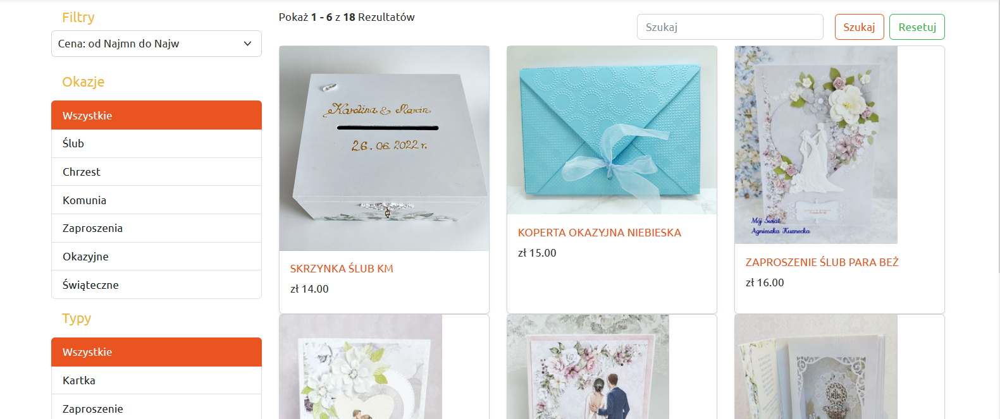 Filtry
Cena: od Najmn do Najw
Okazje
Wszystkie
Ślub
Chrzest
Komunia
Zaproszenia
Okazyjne
Świąteczne
Typy
Wszystkie
Kartka
Zaproszenie
Pokaż 1 - 6 z 18 Rezultatów
Szukaj
Szukaj
Resetuj
Karolina & Marcin
26.06.2022 r.
SKRZYNKA ŚLUB KM
zł 14.00
KOPERTA OKAZYJNA NIEBIESKA
zł 15.00
Mój Świat
Agnieszka Kuznecka
ZAPROSZENIE ŚLUB PARA BEŻ
zł 16.00
IHS